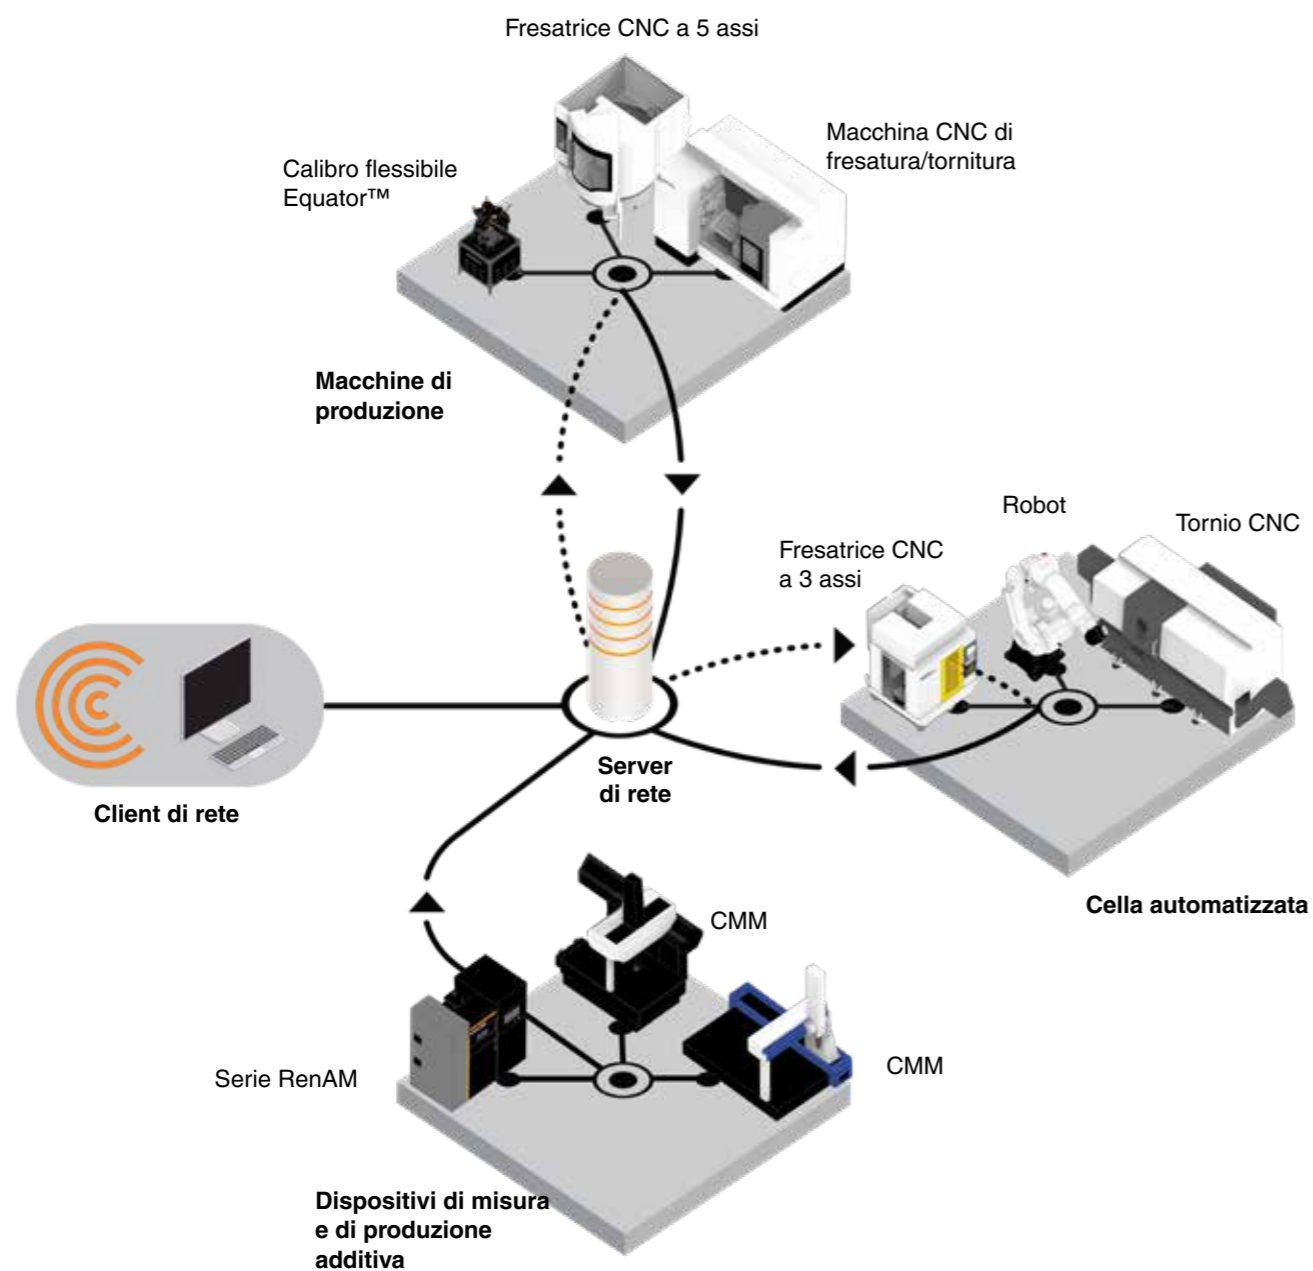 Fresatrice CNC a 5 assi
Macchina CNC di
fresatura/tornitura
Calibro flessibile
Equator™
Macchine di
produzione
Robot
Tornio CNC
Fresatrice CNC
a 3 assi
Server
di rete
Client di rete
Cella automatizzata
CMM
CMM
Serie RenAM
Dispositivi di misura
e di produzione
additiva